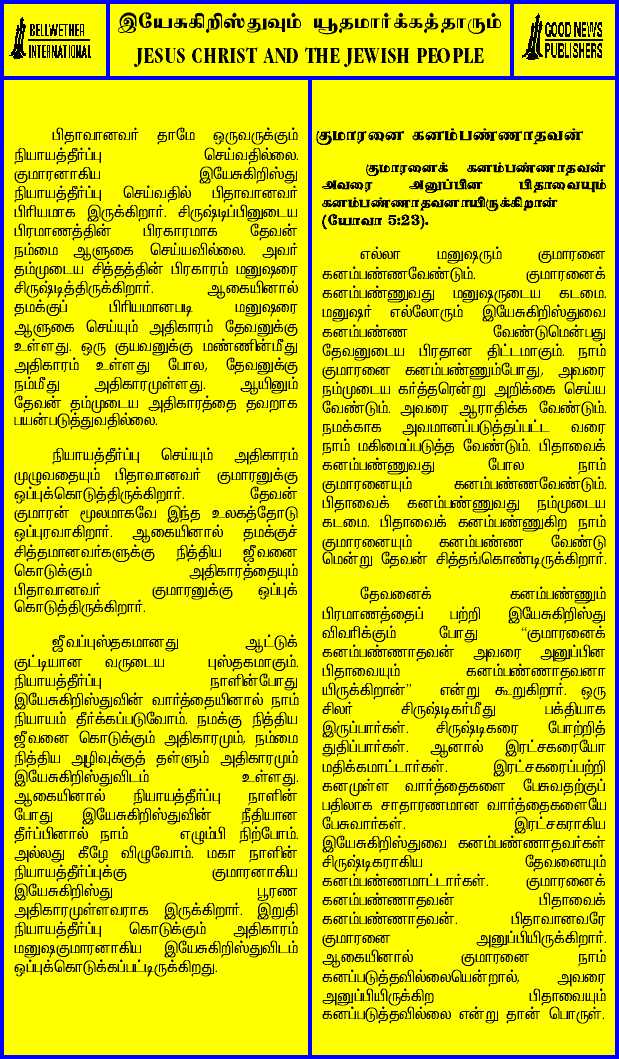 BELLWETHER
INTERNATIONAL
இயேசுகிறிஸ்துவும் யூதமார்க்கத்தாரும்
JESUS CHRIST AND THE JEWISH PEOPLE
GOOD NEWS
PUBLISHERS
பிதாவானவர் தாமே ஒருவருக்கும்
நியாயத்தீர்ப்பு செய்வதில்லை.
குமாரனாகிய இயேசுகிறிஸ்து
நியாயத்தீர்ப்பு செய்வதில் பிதாவானவர்
பிரியமாக இருக்கிறார். சிருஷ்டிப்பினுடைய
பிரமாணத்தின் பிரகாரமாக தேவன்
நம்மை ஆளுகை செய்யவில்லை. அவர்
தம்முடைய சித்தத்தின் பிரகாரம் மனுஷரை
சிருஷ்டித்திருக்கிறார். ஆகையினால்
தமக்குப் பிரியமானபடி மனுஷரை
ஆளுகை செய்யும் அதிகாரம் தேவனுக்கு
உள்ளது. ஒரு குயவனுக்கு மண்ணின்மீது
அதிகாரம் உள்ளது போல, தேவனுக்கு
நம்மீது அதிகாரமுள்ளது. ஆயினும்
தேவன் தம்முடைய அதிகாரத்தை தவறாக
பயன்படுத்துவதில்லை.
நியாயத்தீர்ப்பு செய்யும் அதிகாரம்
முழுவதையும் பிதாவானவர் குமாரனுக்கு
ஒப்புக்கொடுத்திருக்கிறார். தேவன்
குமாரன் மூலமாகவே இந்த உலகத்தோடு
ஒப்புரவாகிறார். ஆகையினால் தமக்குச்
சித்தமானவர்களுக்கு நித்திய ஜீவனை
கொடுக்கும் அதிகாரத்தையும்
பிதாவானவர் குமாரனுக்கு ஒப்புக்
கொடுத்திருக்கிறார்.
ஜீவப்புஸ்தகமானது ஆட்டுக்
குட்டியான வருடைய புஸ்தகமாகும்.
நியாயத்தீர்ப்பு நாளின்போது
இயேசுகிறிஸ்துவின் வார்த்தையினால் நாம்
நியாயம் தீர்க்கப்படுவோம். நமக்கு நித்திய
ஜீவனை கொடுக்கும் அதிகாரமும், நம்மை
நித்திய அழிவுக்குத் தள்ளும் அதிகாரமும்
இயேசுகிறிஸ்துவிடம் உள்ளது.
ஆகையினால் நியாயத்தீர்ப்பு நாளின்
போது இயேசுகிறிஸ்துவின் நீதியான
தீர்ப்பினால் நாம் எழும்பி நிற்போம்.
அல்லது கீழே விழுவோம். மகா நாளின்
நியாயத்தீர்ப்புக்கு குமாரனாகிய
இயேசுகிறிஸ்து பூரண
அதிகாரமுள்ளவராக இருக்கிறார். இறுதி
நியாயத்தீர்ப்பு கொடுக்கும் அதிகாரம்
மனுஷகுமாரனாகிய இயேசுகிறிஸ்துவிடம்
ஒப்புக்கொடுக்கப்பட்டிருக்கிறது.
குமாரனை கனம்பண்ணாதவன்
குமாரனைக் கனம்பண்ணாதவன்
அவரை அனுப்பின பிதாவையும்
கனம்பண்ணாதவனாயிருக்கிறான்
(யோவா 5:23).
எல்லா மனுஷரும் குமாரனை
கனம்பண்ணவேண்டும். குமாரனைக்
கனம்பண்ணுவது மனுஷருடைய கடமை.
மனுஷர் எல்லோரும் இயேசுகிறிஸ்துவை
கனம்பண்ண வேண்டுமென்பது
தேவனுடைய பிரதான திட்டமாகும். நாம்
குமாரனை கனம்பண்ணும்போது, அவரை
நம்முடைய கர்த்தரென்று அறிக்கை செய்ய
வேண்டும். அவரை ஆராதிக்க வேண்டும்.
நமக்காக அவமானப்படுத்தப்பட்ட வரை
நாம் மகிமைப்படுத்த வேண்டும். பிதாவைக்
கனம்பண்ணுவது போல நாம்
குமாரனையும் கனம்பண்ணவேண்டும்.
பிதாவைக் கனம்பண்ணுவது நம்முடைய
கடமை. பிதாவைக் கனம்பண்ணுகிற நாம்
குமாரனையும் கனம்பண்ண வேண்டு
மென்று தேவன் சித்தங்கொண்டிருக்கிறார்.
தேவனைக் கனம்பண்ணும்
பிரமாணத்தைப் பற்றி இயேசுகிறிஸ்து
விவரிக்கும் போது “குமாரனைக்
கனம்பண்ணாதவன் அவரை அனுப்பின
பிதாவையும் கனம்பண்ணாதவனா
யிருக்கிறான்” என்று கூறுகிறார். ஒரு
சிலர் சிருஷ்டிகர்மீது பக்தியாக
இருப்பார்கள். சிருஷ்டிகரை போற்றித்
துதிப்பார்கள். ஆனால் இரட்சகரையோ
மதிக்கமாட்டார்கள். இரட்சகரைப்பற்றி
கனமுள்ள வார்த்தைகளை பேசுவதற்குப்
பதிலாக சாதாரணமான வார்த்தைகளையே
பேசுவார்கள். இரட்சகராகிய
இயேசுகிறிஸ்துவை கனம்பண்ணாதவர்கள்
சிருஷ்டிகராகிய தேவனையும்
கனம்பண்ணமாட்டார்கள். குமாரனைக்
கனம்பண்ணாதவன் பிதாவைக்
கனம்பண்ணாதவன். பிதாவானவரே
குமாரனை அனுப்பியிருக்கிறார்.
ஆகையினால் குமாரனை நாம்
கனப்படுத்தவில்லையென்றால், அவரை
அனுப்பியிருக்கிற பிதாவையும்
கனப்படுத்தவில்லை என்று தான் பொருள்.